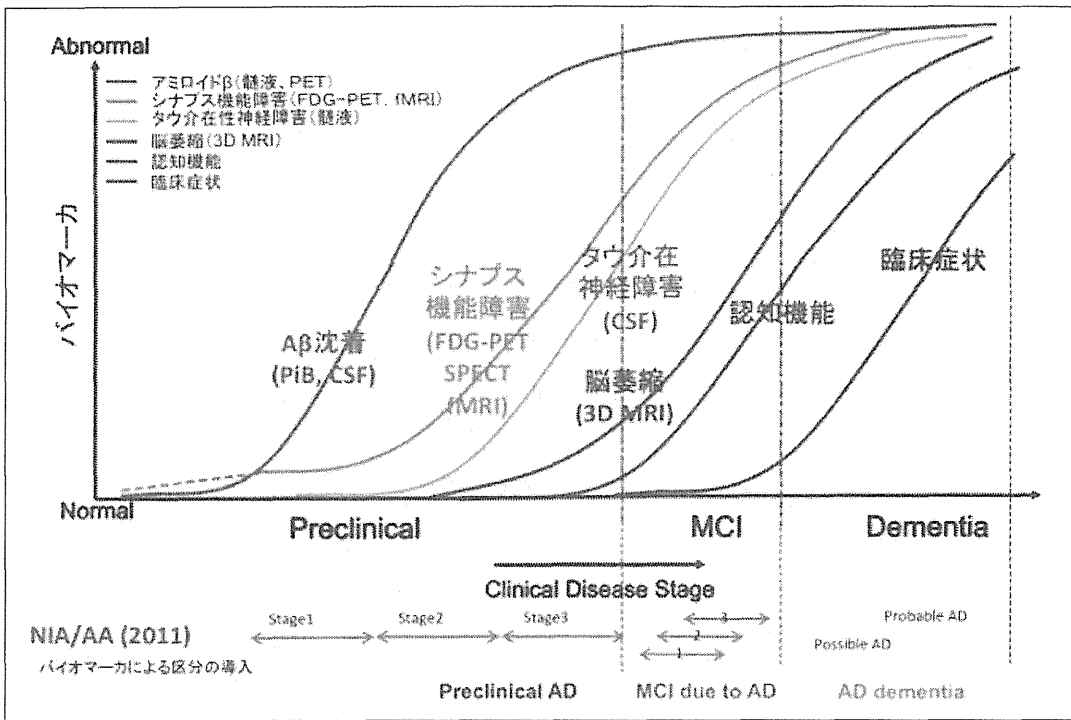 Abnormal
アミロイドβ(髄液、PET)
シナプス機能障害(FDG-PET, fMRI)
タウ介在性神経障害(髄液)
脳萎縮(3D MRI)
認知機能
臨床症状
バイオマーカ
Aβ沈着
(PiB, CSF)
シナプス
機能障害
(FDG-PET
SPECT
fMRI)
タウ介在
神経障害
(CSF)
脳萎縮
(3D MRI)
認知機能
臨床症状
Normal
Preclinical
MCI
Dementia
Clinical Disease Stage
NIA/AA (2011)
バイオマーカによる区分の導入
Stage1
Stage2
Stage3
3
2
1
Probable AD
Possible AD
Preclinical AD
MCI due to AD
AD dementia